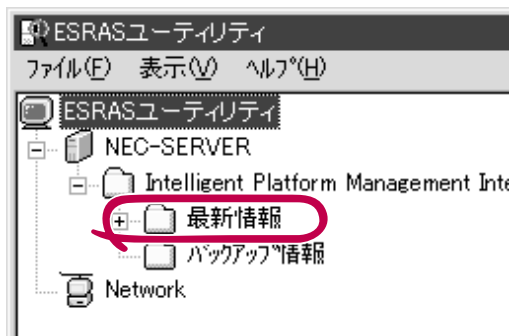 ESRASユーティリティ
ﾌｧｲﾙ(F) 表示(V) ﾍﾙﾌﾟ(H)
ESRASユーティリティ
NEC-SERVER
Intelligent Platform Management Inte
最新情報
ﾊﾞｯｸｱｯﾌﾟ情報
Network